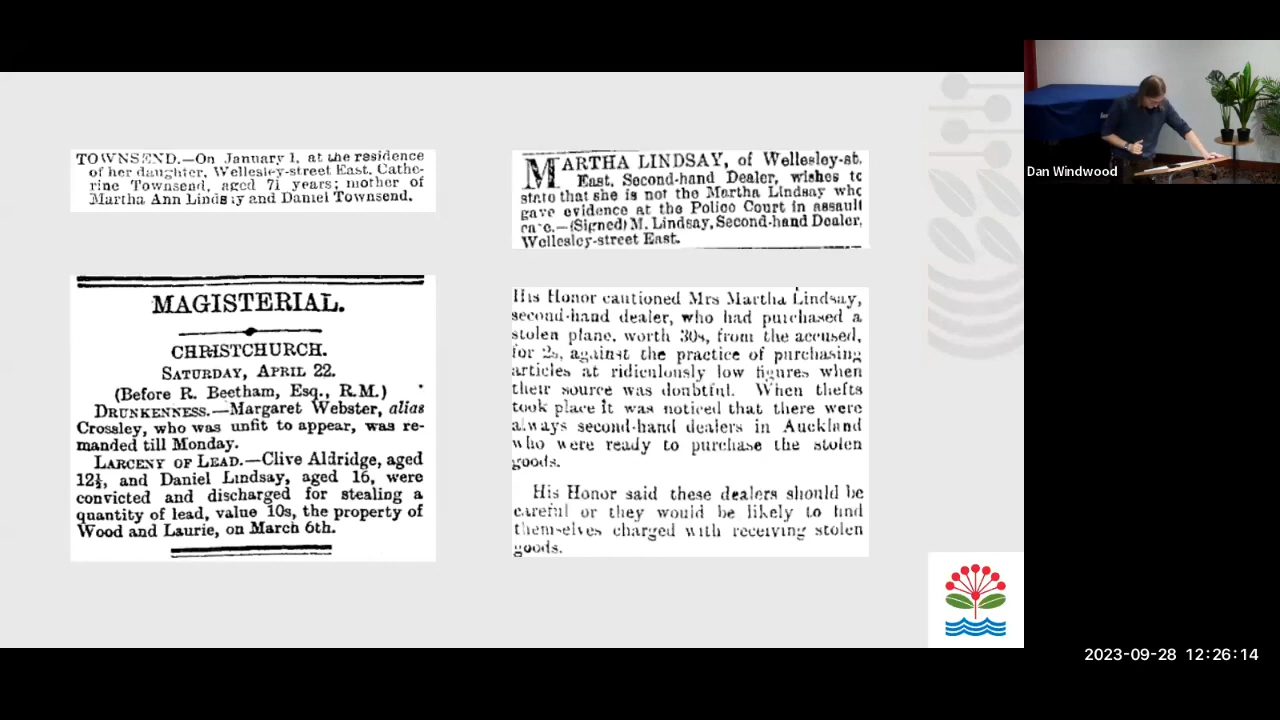 TOWNSEND.—On January 1, at the residence
of her daughter, Wellesley-street East, Cathe-
rine Townsend, aged 71 years; mother of
Martha Ann Lindsay and Daniel Townsend.
MAGISTERIAL.
CHRISTCHURCH.
SATURDAY, APRIL 22.
(Before R. Beetham, Esq., R.M.)
DRUNKENNESS.—Margaret Webster, alias
Crossley, who was unfit to appear, was re-
manded till Monday.
LARCENY OF LEAD.—Clive Aldridge, aged
12½, and Daniel Lindsay, aged 16, were
convicted and discharged for stealing a
quantity of lead, value 10s, the property of
Wood and Laurie, on March 6th.
MARTHA LINDSAY, of Wellesley-st.
East, Second-hand Dealer, wishes to
state that she is not the Martha Lindsay who
gave evidence at the Police Court in assault
case.—(Signed) M. Lindsay, Second-hand Dealer,
Wellesley-street East.
His Honor cautioned Mrs Martha Lindsay,
second-hand dealer, who had purchased a
stolen plane, worth 30s, from the accused,
for 2s, against the practice of purchasing
articles at ridiculously low figures when
their source was doubtful. When thefts
took place it was noticed that there were
always second-hand dealers in Auckland
who were ready to purchase the stolen
goods.
His Honor said these dealers should be
careful or they would be likely to find
themselves charged with receiving stolen
goods.
Dan Windwood
2023-09-28 12:26:14